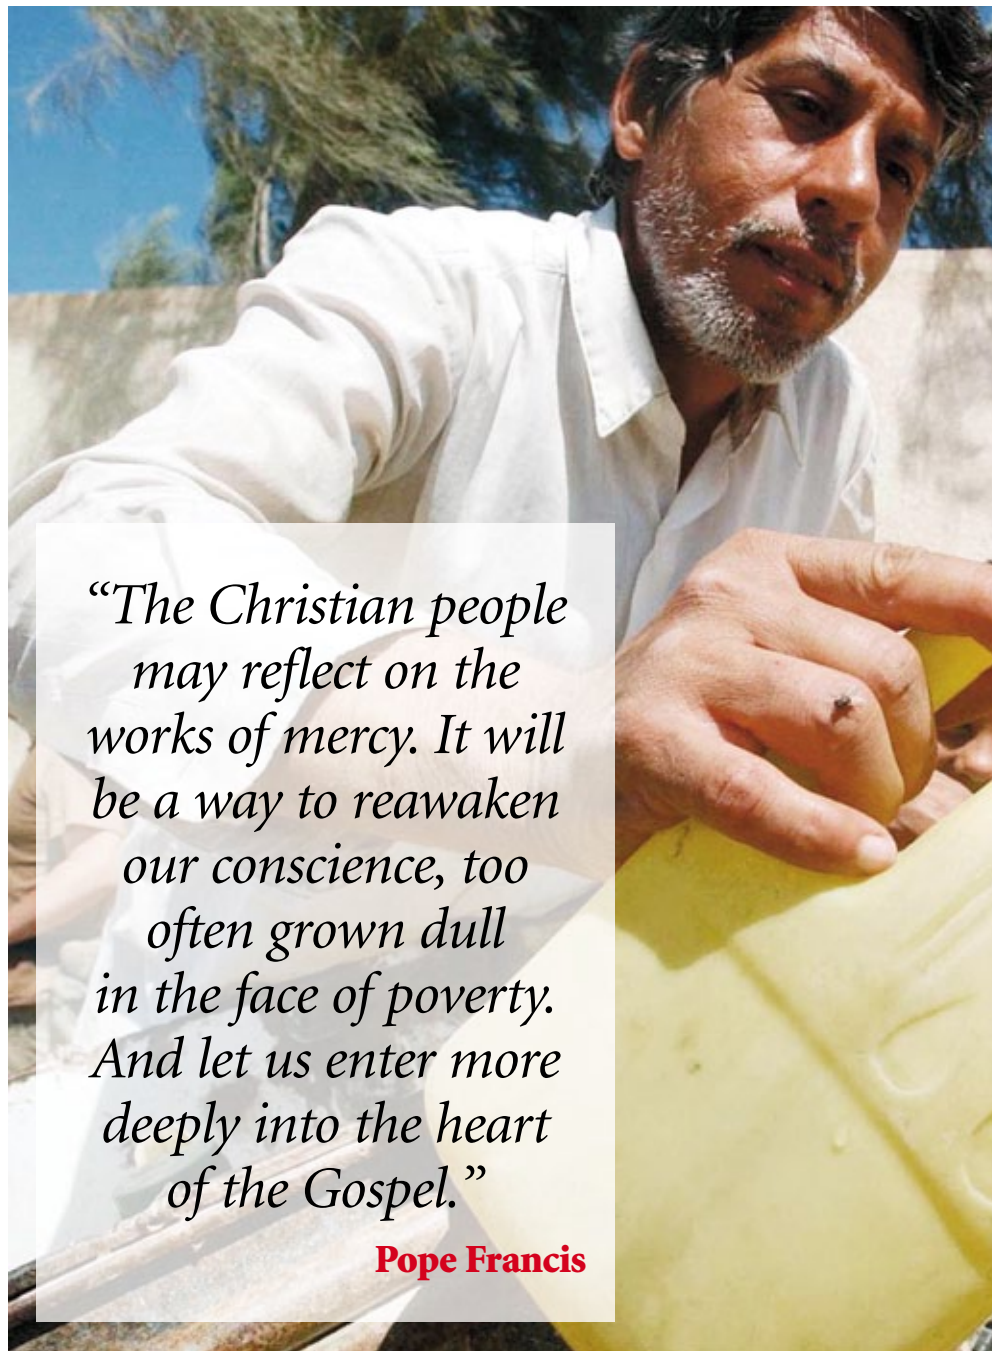 “The Christian people
may reflect on the
works of mercy. It will
be a way to reawaken
our conscience, too
often grown dull
in the face of poverty.
And let us enter more
deeply into the heart
of the Gospel.”
Pope Francis